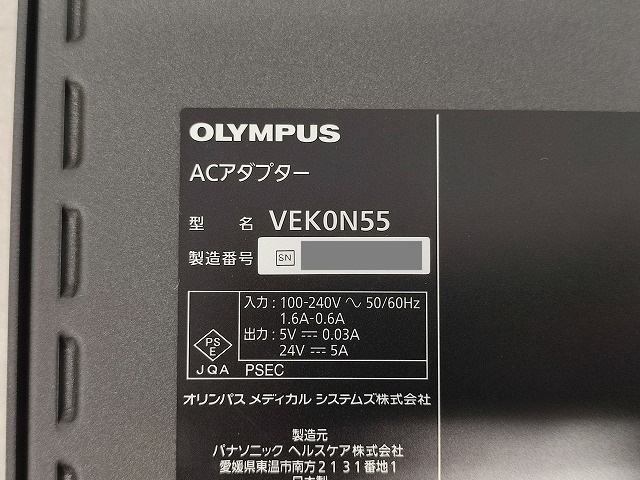 OLYMPUS
ACアダプター
型 名 VEK0N55
製造番号 SN
入力：100-240V ～ 50/60Hz
1.6A-0.6A
出力：5V ⎓ 0.03A
24V ⎓ 5A
PS
E
JQA PSEC
オリンパス メディカル システムズ株式会社
製造元
パナソニック ヘルスケア株式会社
愛媛県東温市南方2131番地1
日本製